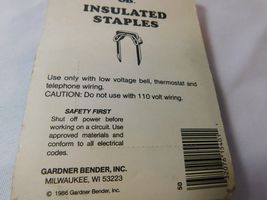 GB.
INSULATED
STAPLES
Use only with low voltage bell, thermostat and
telephone wiring.
CAUTION: Do not use with 110 volt wiring.
SAFETY FIRST
Shut off power before
working on a circuit. Use
approved materials and
conform to all electrical
codes.
GARDNER BENDER, INC.
MILWAUKEE, WI 53223
© 1986 Gardner Bender, Inc.
50